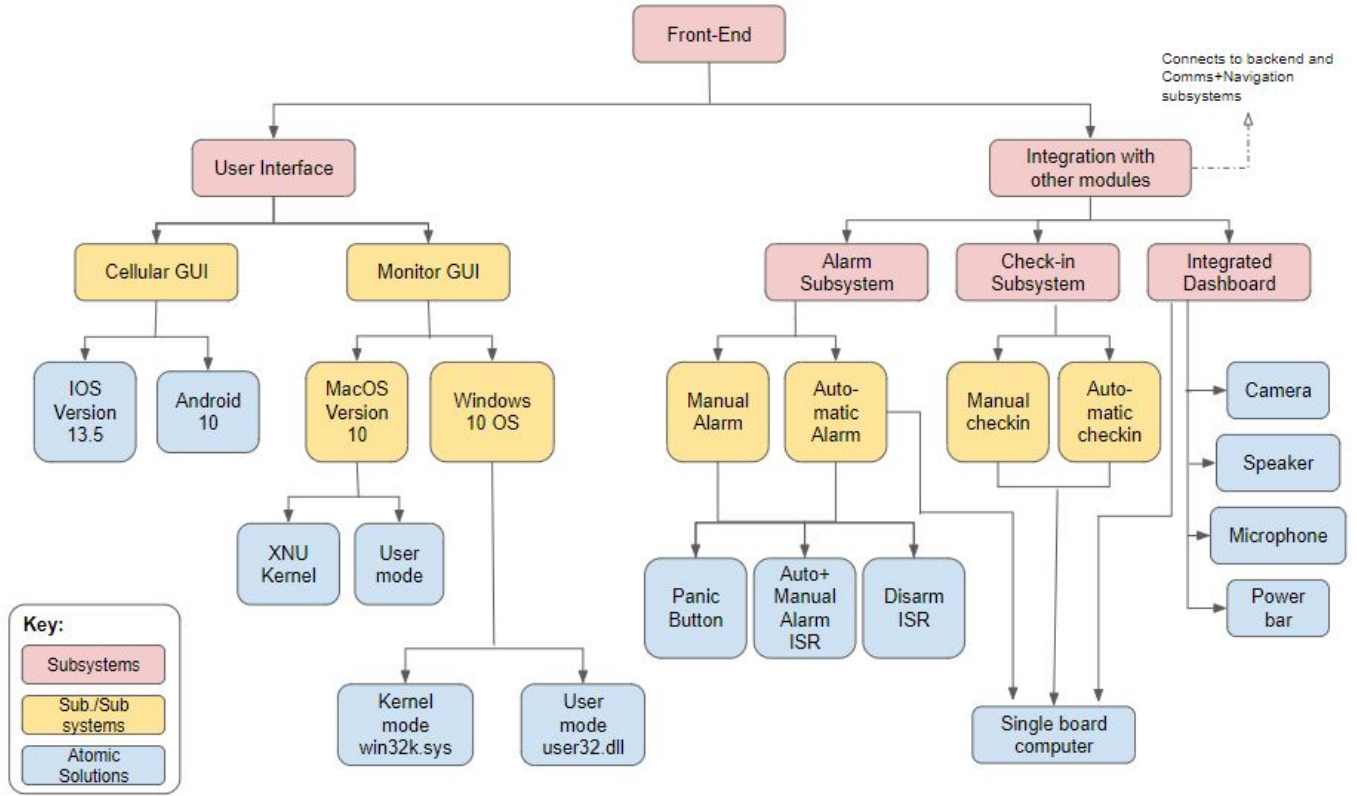 Front-End
Connects to backend and
Comms+Navigation
subsystems
User Interface
Integration with
other modules
Cellular GUI
Monitor GUI
Alarm
Subsystem
Check-in
Subsystem
Integrated
Dashboard
IOS
Version
13.5
Android
10
MacOS
Version
10
Windows
10 OS
Manual
Alarm
Auto-
matic
Alarm
Manual
checkin
Auto-
matic
checkin
Camera
Speaker
Microphone
Power
bar
XNU
Kernel
User
mode
Panic
Button
Auto+
Manual
Alarm
ISR
Disarm
ISR
Kernel
mode
win32k.sys
User
mode
user32.dll
Single board
computer
Key:
Subsystems
Sub./Sub
systems
Atomic
Solutions